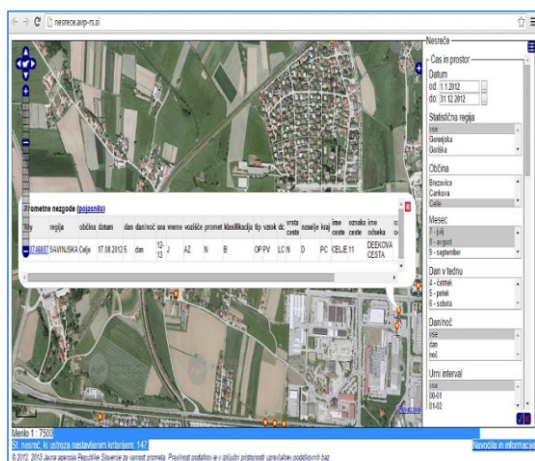 nesrece.avp-rs.si
Nesreča
Čas in prostor
Datum
od: 1.1.2012
do: 31.12.2012
Statistična regija
vse
Gorenjska
Goriška
Občina
Brezovica
Cankova
Celje
Mesec
7 - julij
8 - avgust
9 - september
Dan v tednu
4 - četrtek
5 - petek
6 - sobota
Dan/noč
vse
dan
noč
Urni interval
vse
00-01
01-02
Prometne nezgode (pojasnila)
regija občina datum dan dan/noč ura vreme vozišče promet klasifikacija tip vzrok vrsta ceste naselje kraj ime ceste oznaka ceste ime odseka
SAVINJSKA Celje 17.08.2012 5 dan 12-13 J AZ N B OP PV LC N D PC CELJE 11 DEČKOVA CESTA
Merilo 1 : 7500
Št. nesreč, ki ustreza nastavljenim kriterijem: 147
Navodila in informacije
© 2012, 2013 Javna agencija Republike Slovenije za varnost prometa. Pravilnost podatkov je v izključni pristojnosti upravljalcev podatkovnih baz.